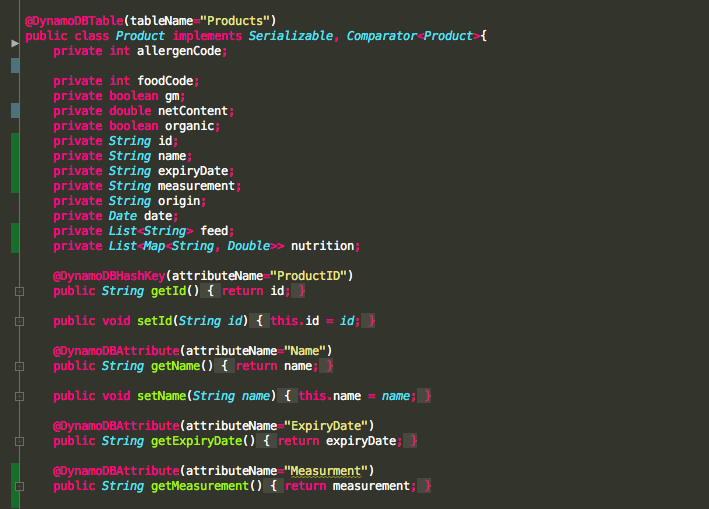 @DynamoDBTable(tableName="Products")
public class Product implements Serializable, Comparator<Product>{
private int allergenCode;
private int foodCode;
private boolean gm;
private double netContent;
private boolean organic;
private String id;
private String name;
private String expiryDate;
private String measurement;
private String origin;
private Date date;
private List<String> feed;
private List<Map<String, Double>> nutrition;
@DynamoDBHashKey(attributeName="ProductID")
public String getId() { return id; }
public void setId(String id) { this.id = id; }
@DynamoDBAttribute(attributeName="Name")
public String getName() { return name; }
public void setName(String name) { this.name = name; }
@DynamoDBAttribute(attributeName="ExpiryDate")
public String getExpiryDate() { return expiryDate; }
@DynamoDBAttribute(attributeName="Measurment")
public String getMeasurement() { return measurement; }